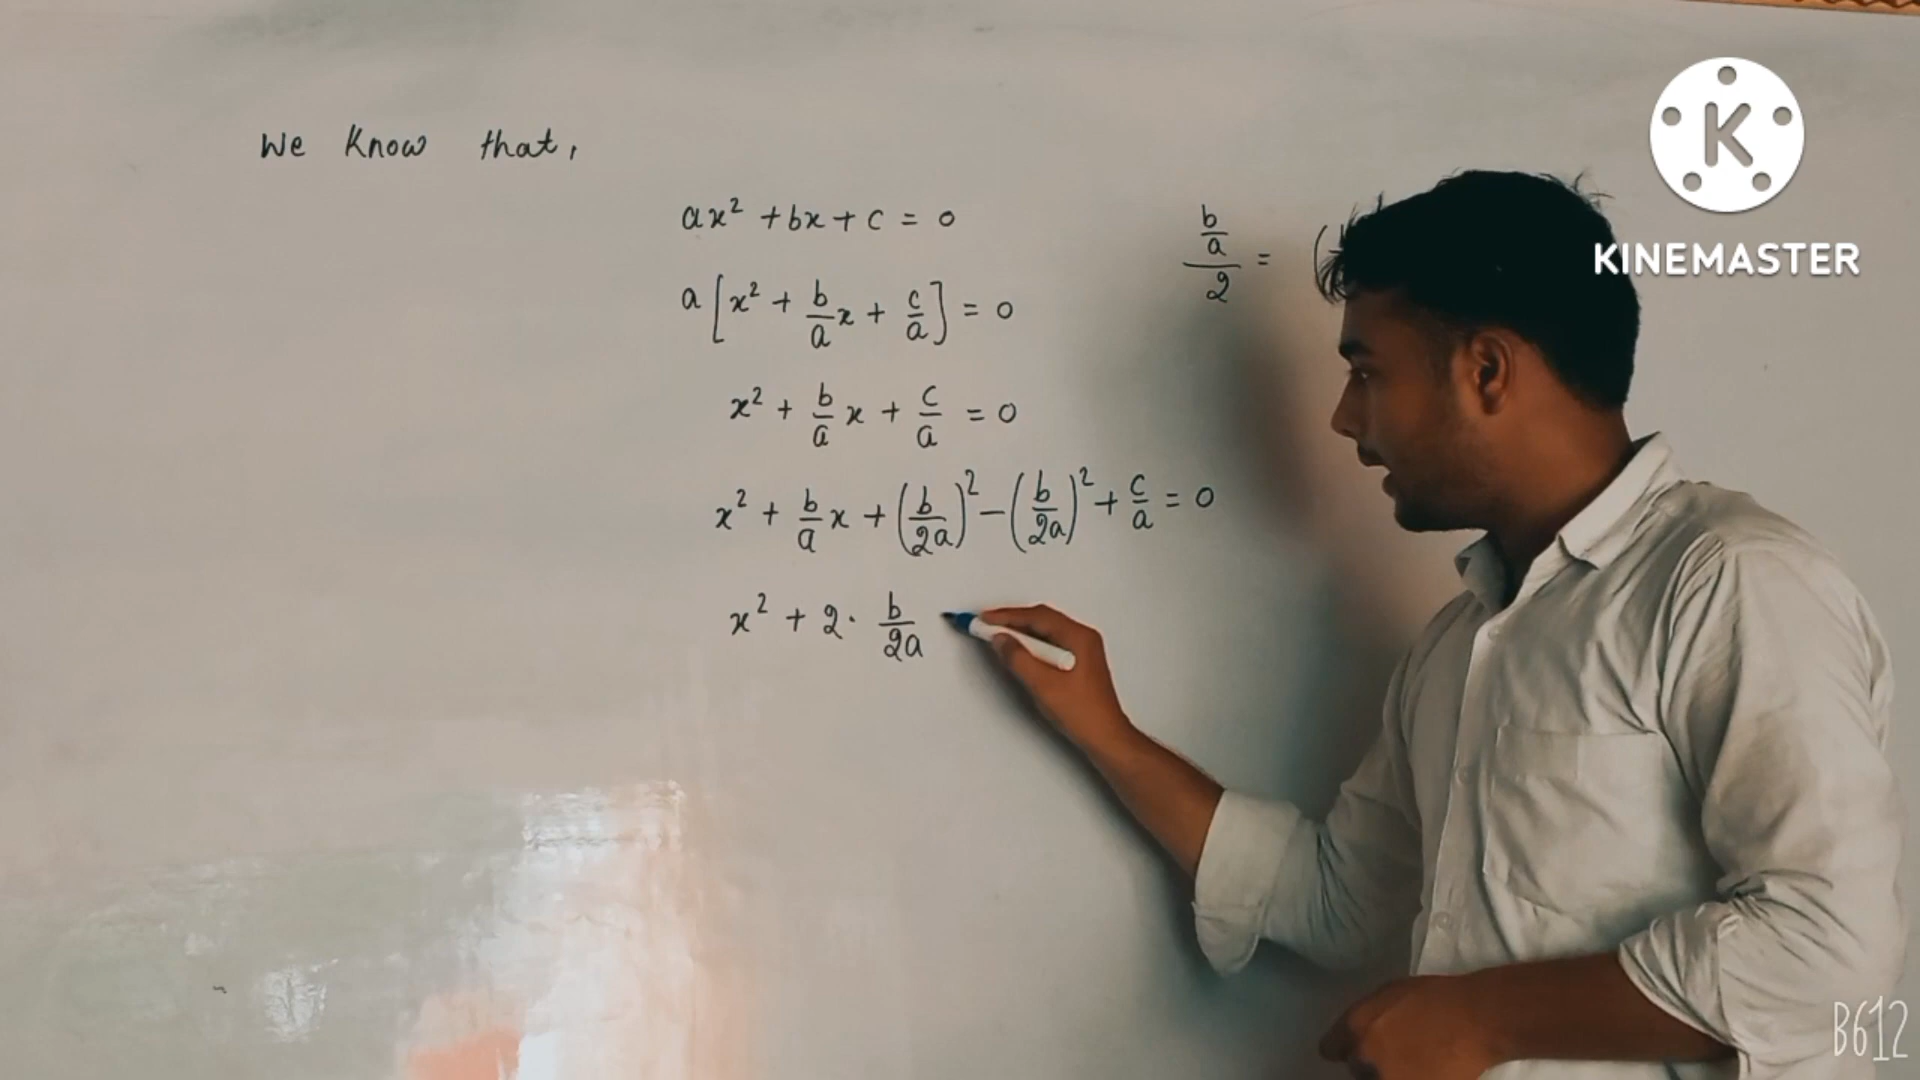 We Know that,
ax² + bx + c = 0
a[x² + b/a x + c/a] = 0
x² + b/a x + c/a = 0
x² + b/a x + (b/2a)² - (b/2a)² + c/a = 0
x² + 2 · b/2a
b/a/2 = (
K
KINEMASTER
B612